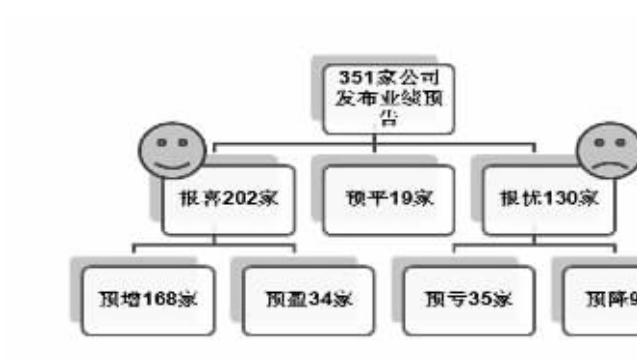 351家公司
发布业绩预
告
报喜202家
预平19家
报忧130家
预增168家
预盈34家
预亏35家
预降9